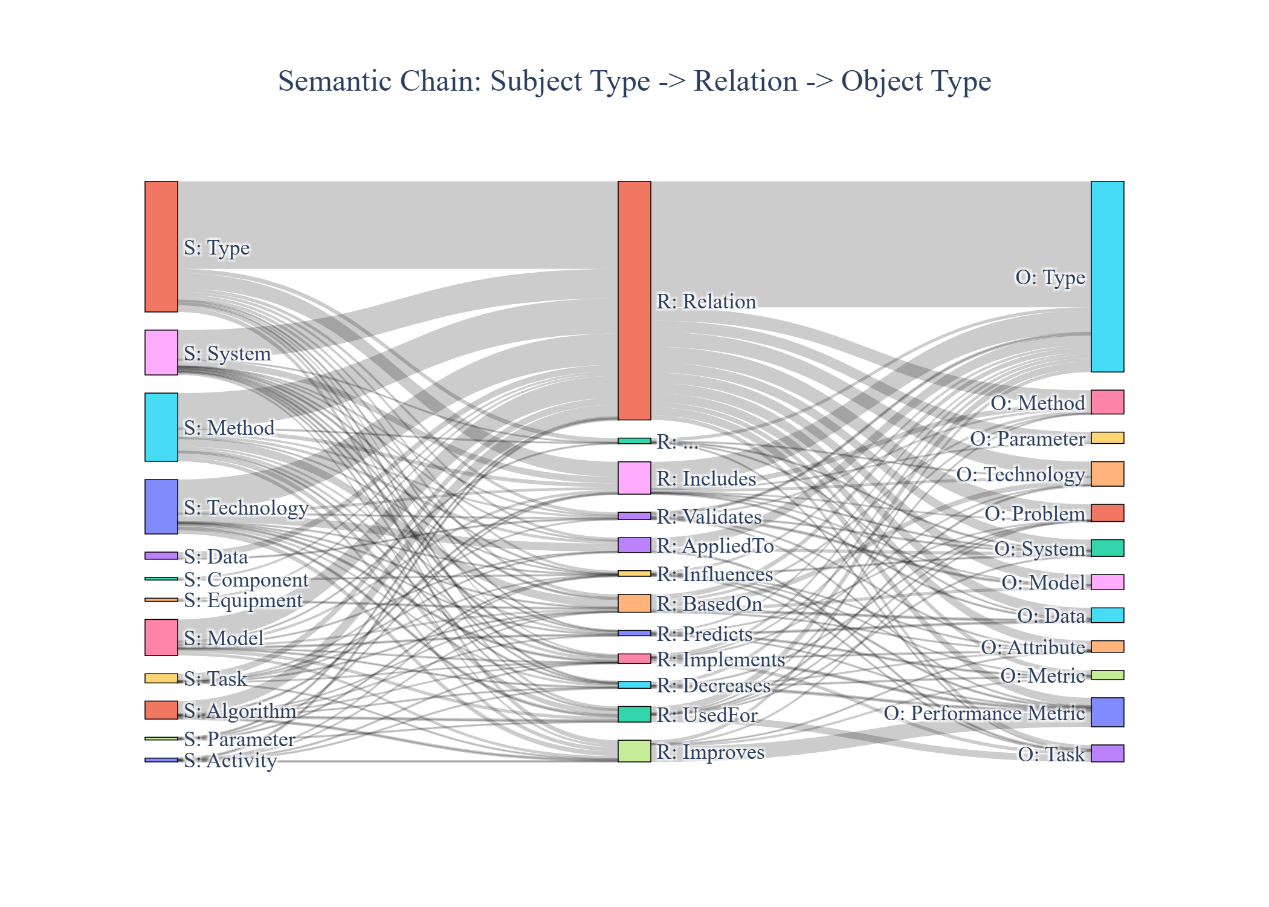 Semantic Chain: Subject Type -> Relation -> Object Type
S: Type
S: System
S: Method
S: Technology
S: Data
S: Component
S: Equipment
S: Model
S: Task
S: Algorithm
S: Parameter
S: Activity
R: Relation
R: ...
R: Includes
R: Validates
R: AppliedTo
R: Influences
R: BasedOn
R: Predicts
R: Implements
R: Decreases
R: UsedFor
R: Improves
O: Type
O: Method
O: Parameter
O: Technology
O: Problem
O: System
O: Model
O: Data
O: Attribute
O: Metric
O: Performance Metric
O: Task